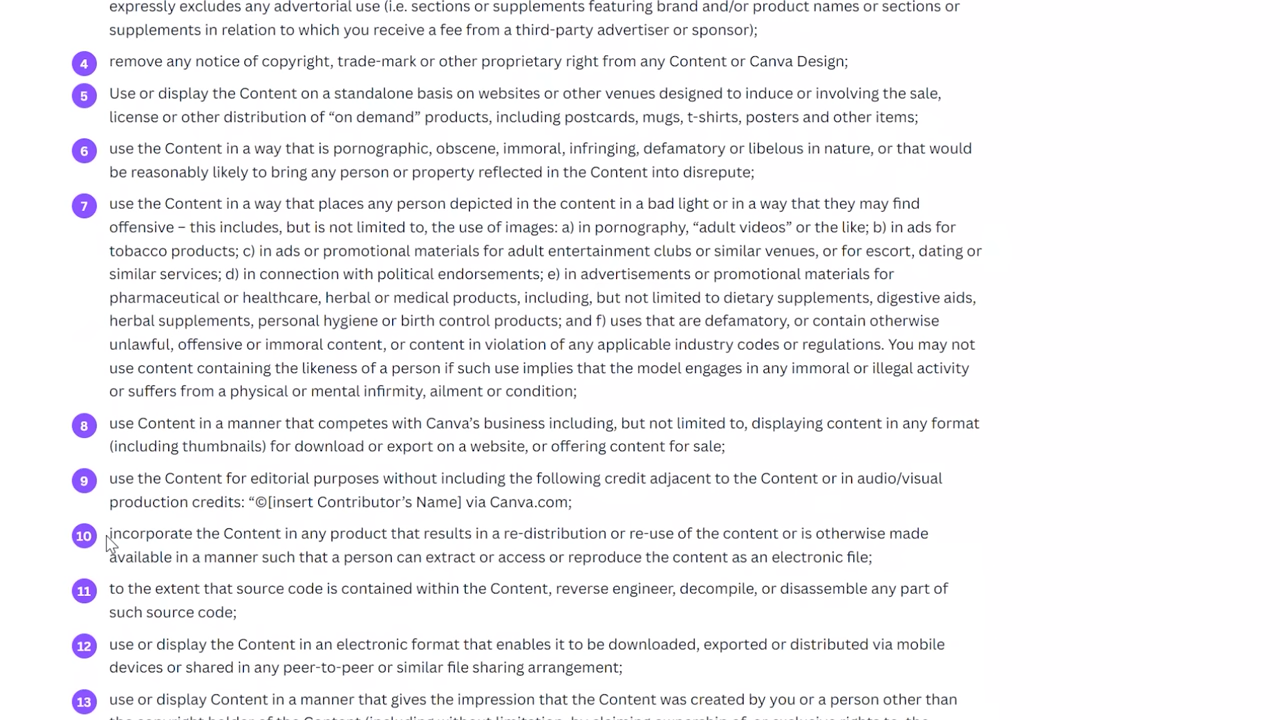 expressly excludes any advertorial use (i.e. sections or supplements featuring brand and/or product names or sections or
supplements in relation to which you receive a fee from a third-party advertiser or sponsor);
4 remove any notice of copyright, trade-mark or other proprietary right from any Content or Canva Design;
5 Use or display the Content on a standalone basis on websites or other venues designed to induce or involving the sale,
license or other distribution of “on demand” products, including postcards, mugs, t-shirts, posters and other items;
6 use the Content in a way that is pornographic, obscene, immoral, infringing, defamatory or libelous in nature, or that would
be reasonably likely to bring any person or property reflected in the Content into disrepute;
7 use the Content in a way that places any person depicted in the content in a bad light or in a way that they may find
offensive – this includes, but is not limited to, the use of images: a) in pornography, “adult videos” or the like; b) in ads for
tobacco products; c) in ads or promotional materials for adult entertainment clubs or similar venues, or for escort, dating or
similar services; d) in connection with political endorsements; e) in advertisements or promotional materials for
pharmaceutical or healthcare, herbal or medical products, including, but not limited to dietary supplements, digestive aids,
herbal supplements, personal hygiene or birth control products; and f) uses that are defamatory, or contain otherwise
unlawful, offensive or immoral content, or content in violation of any applicable industry codes or regulations. You may not
use content containing the likeness of a person if such use implies that the model engages in any immoral or illegal activity
or suffers from a physical or mental infirmity, ailment or condition;
8 use Content in a manner that competes with Canva’s business including, but not limited to, displaying content in any format
(including thumbnails) for download or export on a website, or offering content for sale;
9 use the Content for editorial purposes without including the following credit adjacent to the Content or in audio/visual
production credits: “©[insert Contributor’s Name] via Canva.com;
10 incorporate the Content in any product that results in a re-distribution or re-use of the content or is otherwise made
available in a manner such that a person can extract or access or reproduce the content as an electronic file;
11 to the extent that source code is contained within the Content, reverse engineer, decompile, or disassemble any part of
such source code;
12 use or display the Content in an electronic format that enables it to be downloaded, exported or distributed via mobile
devices or shared in any peer-to-peer or similar file sharing arrangement;
13 use or display Content in a manner that gives the impression that the Content was created by you or a person other than